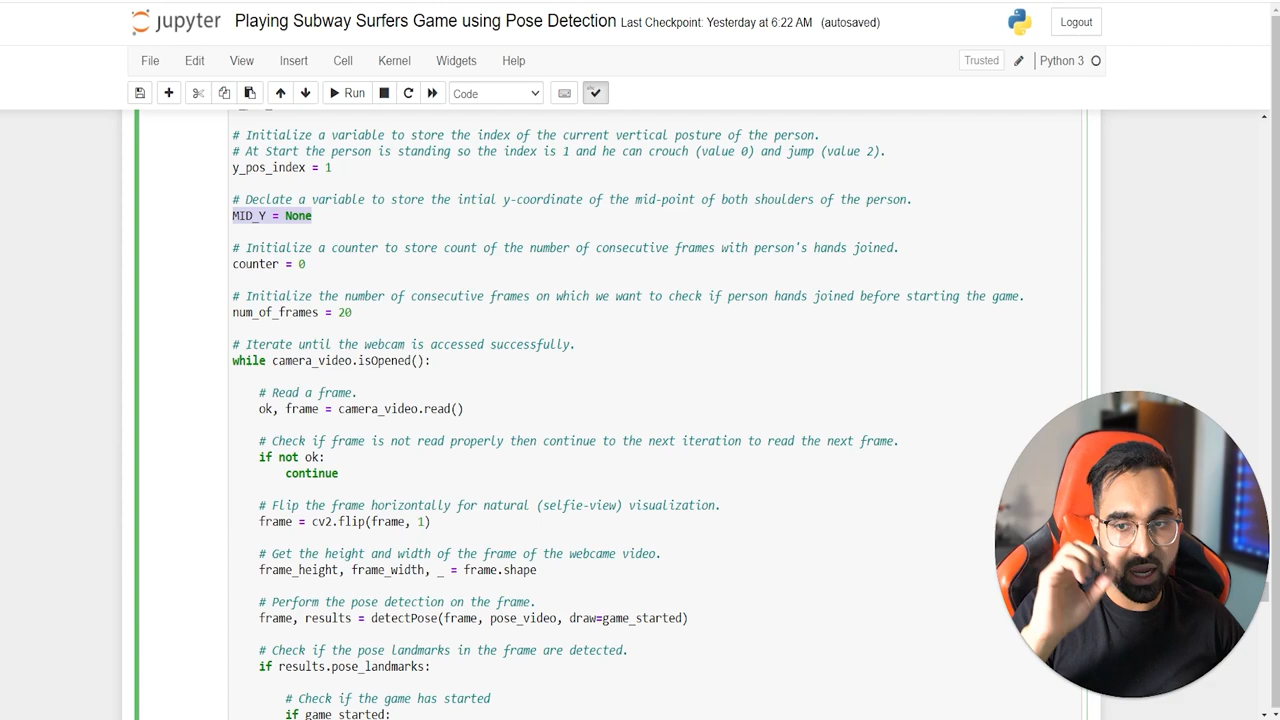 jupyter Playing Subway Surfers Game using Pose Detection Last Checkpoint: Yesterday at 6:22 AM (autosaved)
Logout
File Edit View Insert Cell Kernel Widgets Help
Trusted Python 3
Run Code
# Initialize a variable to store the index of the current vertical posture of the person.
# At Start the person is standing so the index is 1 and he can crouch (value 0) and jump (value 2).
y_pos_index = 1
# Declate a variable to store the intial y-coordinate of the mid-point of both shoulders of the person.
MID_Y = None
# Initialize a counter to store count of the number of consecutive frames with person's hands joined.
counter = 0
# Initialize the number of consecutive frames on which we want to check if person hands joined before starting the game.
num_of_frames = 20
# Iterate until the webcam is accessed successfully.
while camera_video.isOpened():
# Read a frame.
ok, frame = camera_video.read()
# Check if frame is not read properly then continue to the next iteration to read the next frame.
if not ok:
continue
# Flip the frame horizontally for natural (selfie-view) visualization.
frame = cv2.flip(frame, 1)
# Get the height and width of the frame of the webcame video.
frame_height, frame_width, _ = frame.shape
# Perform the pose detection on the frame.
frame, results = detectPose(frame, pose_video, draw=game_started)
# Check if the pose landmarks in the frame are detected.
if results.pose_landmarks:
# Check if the game has started
if game_started: